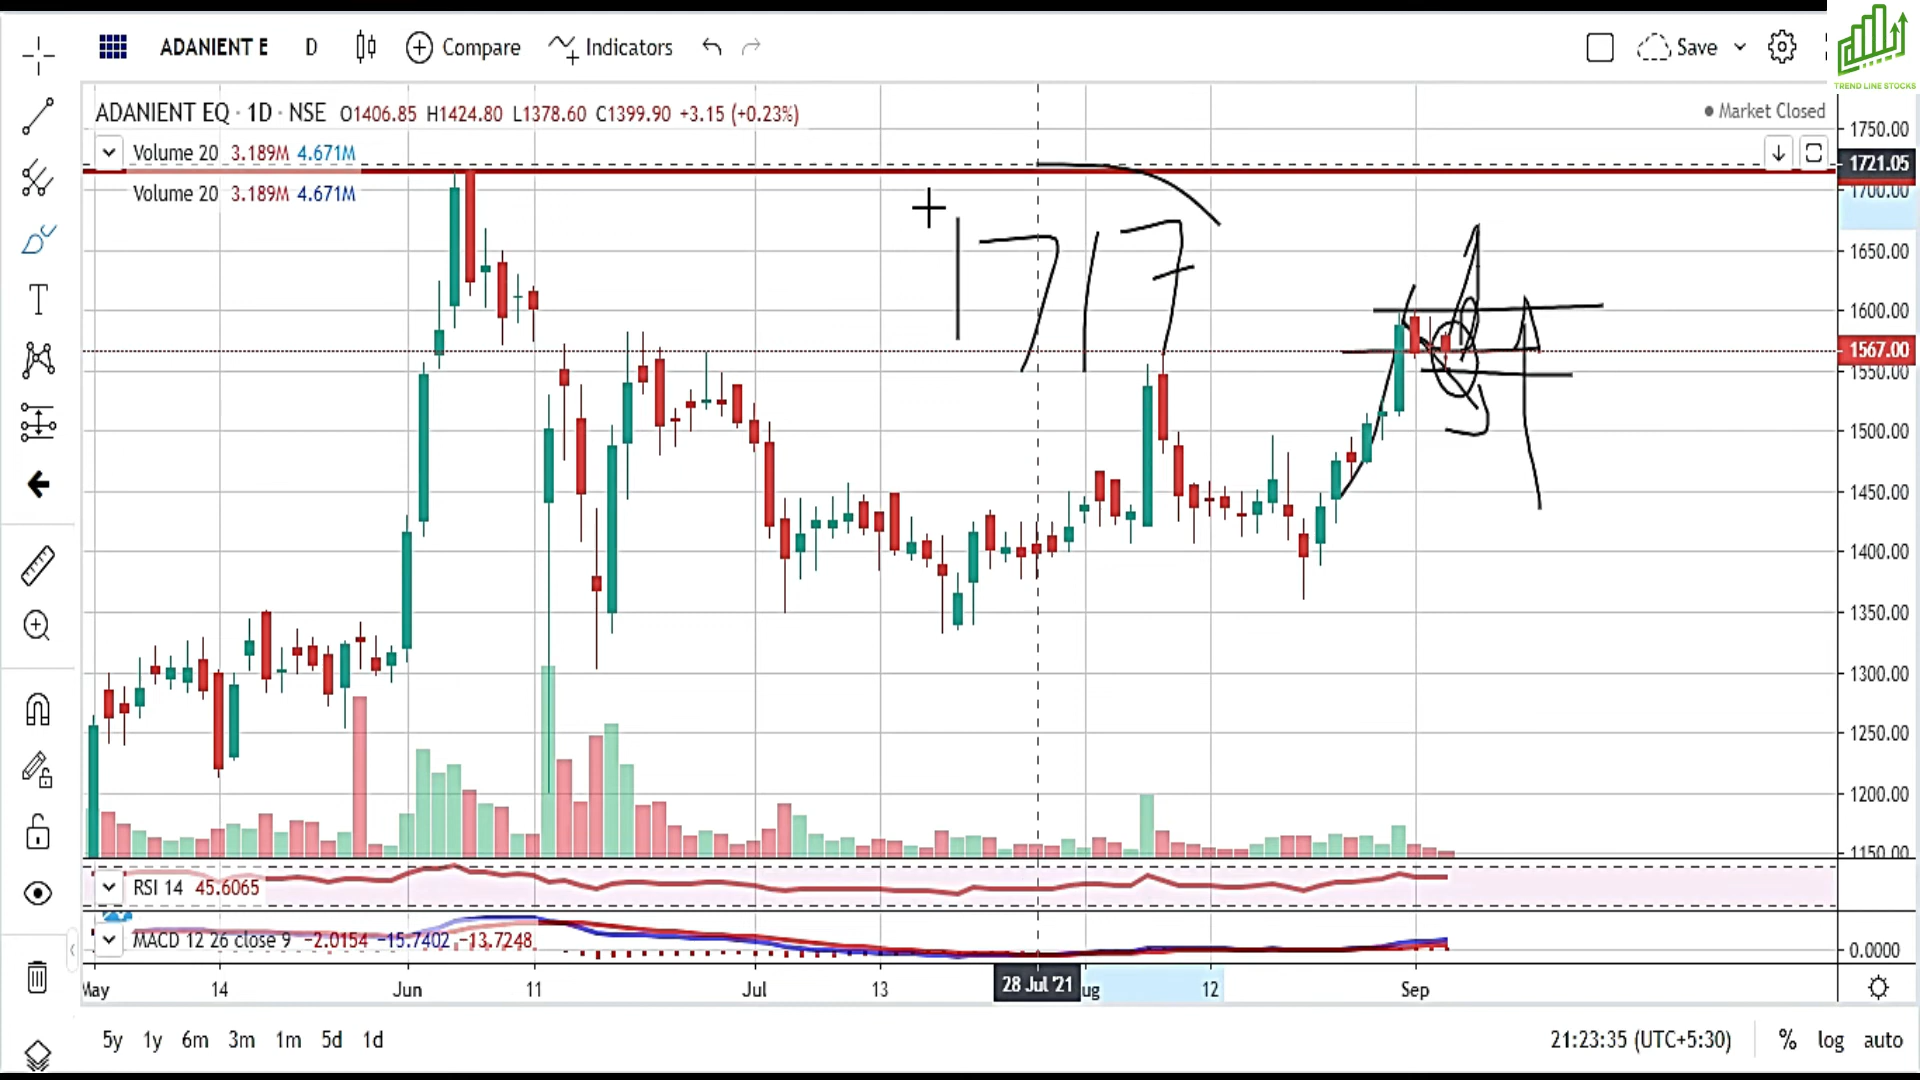 ADANIENT E D Compare Indicators Save
TREND LINE STOCKS
ADANIENT EQ · 1D · NSE O1406.85 H1424.80 L1378.60 C1399.90 +3.15 (+0.23%)
Market Closed
Volume 20 3.189M 4.671M
Volume 20 3.189M 4.671M
1717
1750.00
1721.05
1700.00
1650.00
1600.00
1567.00
1550.00
1500.00
1450.00
1400.00
1350.00
1300.00
1250.00
1200.00
1150.00
RSI 14 45.6065
MACD 12 26 close 9 −2.0154 −15.7402 −13.7248
0.0000
May 14 Jun 11 Jul 13 28 Jul '21 ug 12 Sep
5y 1y 6m 3m 1m 5d 1d
21:23:35 (UTC+5:30) % log auto